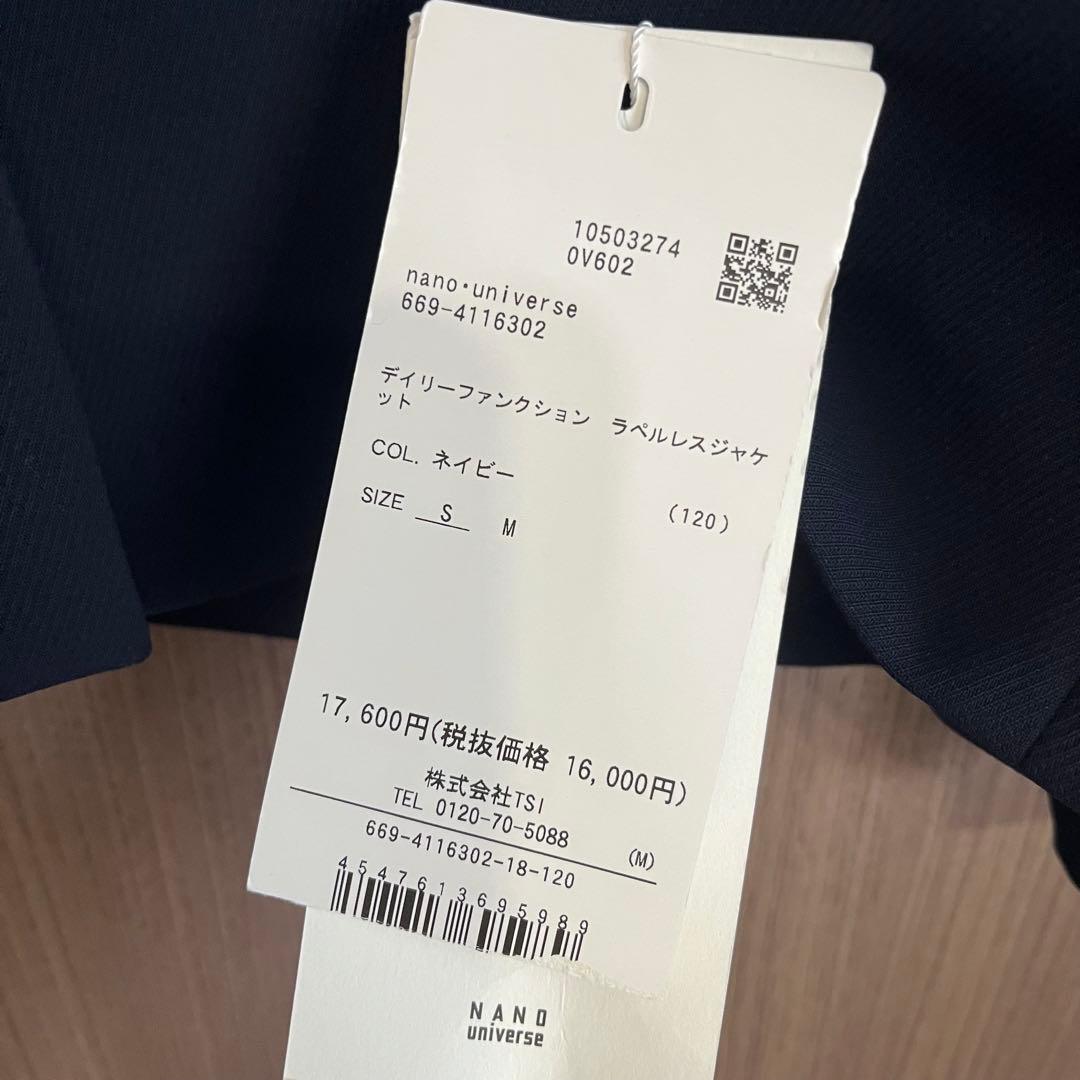 10503274
0V602
nano・universe
669-4116302
デイリーファンクション ラペルレスジャケ
ット
COL. ネイビー
(120)
SIZE S M
17,600円(税抜価格 16,000円)
株式会社TSI
TEL 0120-70-5088
(M)
669-4116302-18-120
4547613695989
NANO
universe